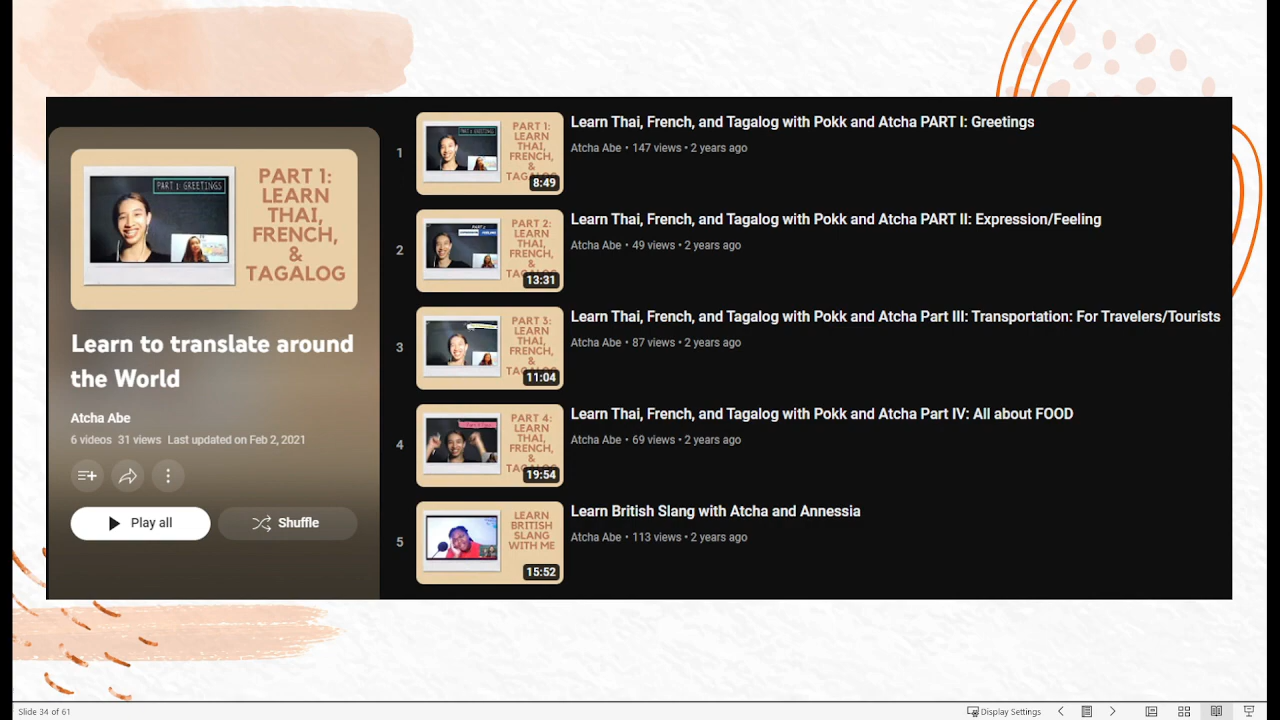 PART 1: GREETINGS
PART 1:
LEARN
THAI,
FRENCH,
&
TAGALOG
Learn to translate around
the World
Atcha Abe
6 videos 31 views Last updated on Feb 2, 2021
Play all
Shuffle
1
PART 1:
LEARN
THAI,
FRENCH,
&
8:49
Learn Thai, French, and Tagalog with Pokk and Atcha PART I: Greetings
Atcha Abe • 147 views • 2 years ago
2
PART 2:
LEARN
THAI,
FRENCH,
&
13:31
Learn Thai, French, and Tagalog with Pokk and Atcha PART II: Expression/Feeling
Atcha Abe • 49 views • 2 years ago
3
PART 3:
LEARN
THAI,
FRENCH,
&
11:04
Learn Thai, French, and Tagalog with Pokk and Atcha Part III: Transportation: For Travelers/Tourists
Atcha Abe • 87 views • 2 years ago
4
PART 4:
LEARN
THAI,
FRENCH,
&
19:54
Learn Thai, French, and Tagalog with Pokk and Atcha Part IV: All about FOOD
Atcha Abe • 69 views • 2 years ago
5
LEARN
BRITISH
SLANG
WITH ME
15:52
Learn British Slang with Atcha and Annessia
Atcha Abe • 113 views • 2 years ago
Slide 34 of 61
Display Settings